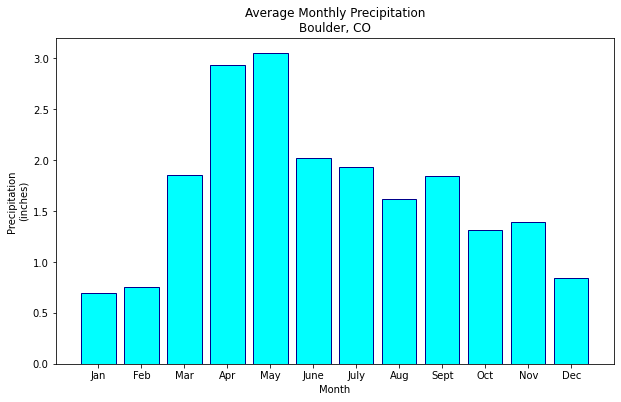 Average Monthly Precipitation
Boulder, CO
Precipitation
(inches)
3.0
2.5
2.0
1.5
1.0
0.5
0.0
Jan Feb Mar Apr May June July Aug Sept Oct Nov Dec
Month